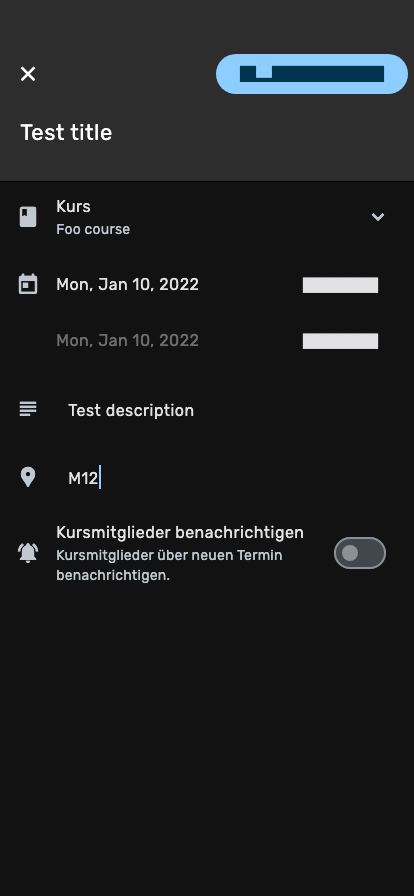 Test title
Kurs
Foo course
Mon, Jan 10, 2022
Mon, Jan 10, 2022
Test description
M12
Kursmitglieder benachrichtigen
Kursmitglieder über neuen Termin
benachrichtigen.